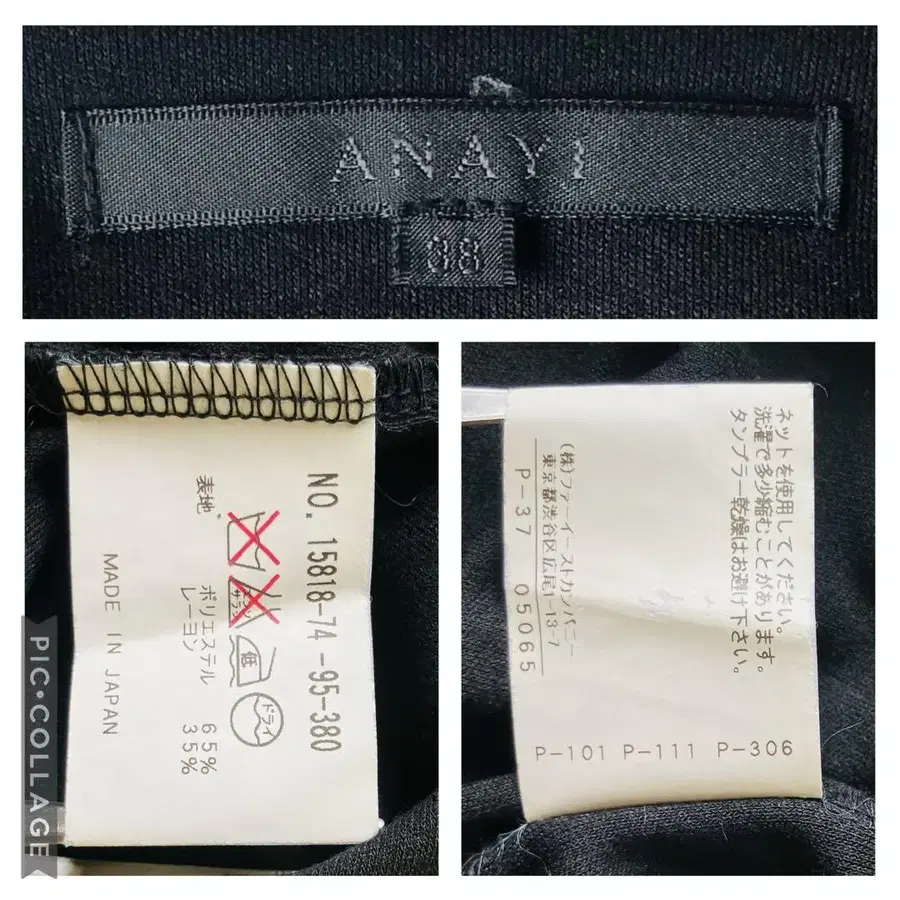 ANAYI
38
NO. 15818-74 -95-380
ドライ
低
表地
ポリエステル 65%
レーヨン 35%
MADE IN JAPAN
ネットを使用してください。
洗濯で多少縮むことがあります。
タンブラー乾燥はお避け下さい。
(株)ファーイーストカンパニー
東京都渋谷区広尾1-13-7
P-37 05065
P-101 P-111 P-306
PIC•COLLAGE